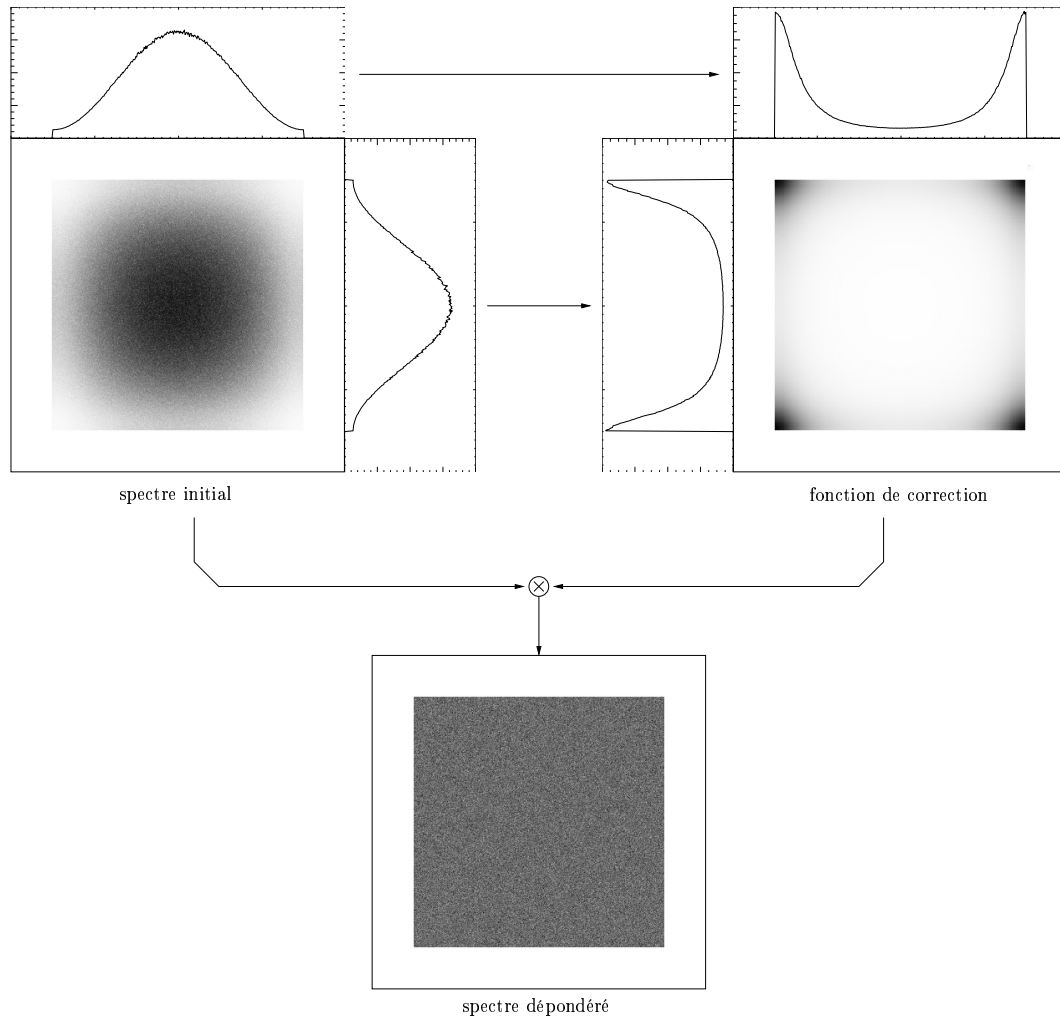 spectre initial
fonction de correction
spectre dépondéré